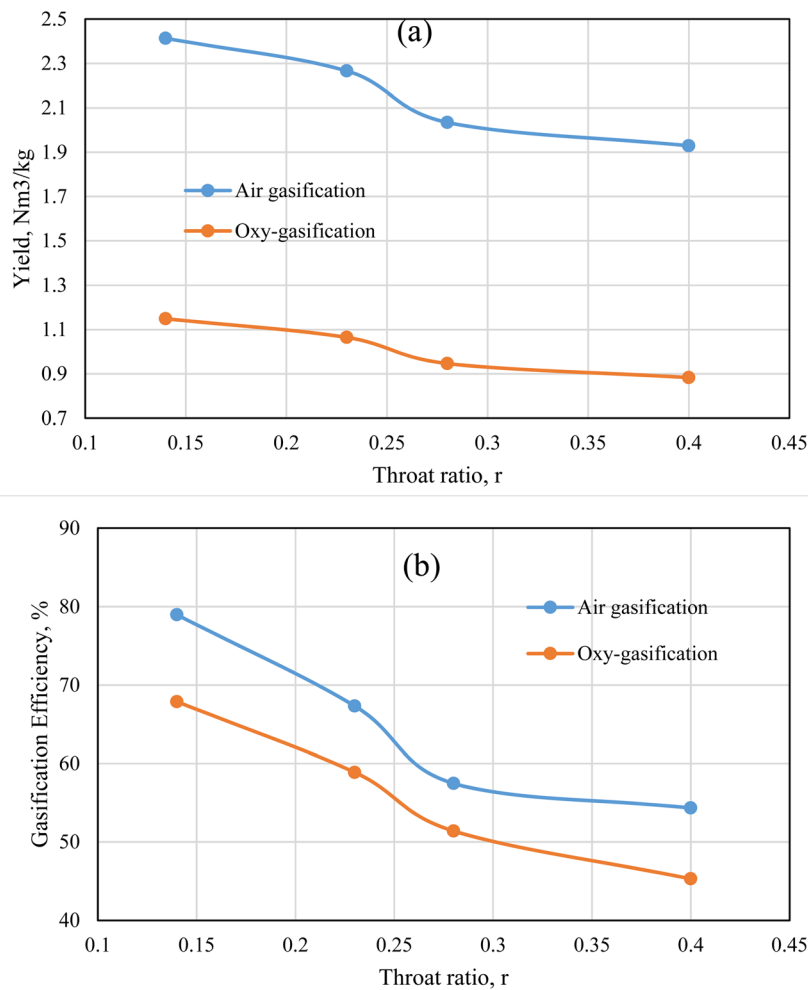 (a)
2.5
2.3
2.1
1.9
1.7
1.5
1.3
1.1
0.9
0.7
Yield, Nm3/kg
Air gasification
Oxy-gasification
0.1 0.15 0.2 0.25 0.3 0.35 0.4 0.45
Throat ratio, r
(b)
90
80
70
60
50
40
Gasification Efficiency, %
Air gasification
Oxy-gasification
0.1 0.15 0.2 0.25 0.3 0.35 0.4 0.45
Throat ratio, r